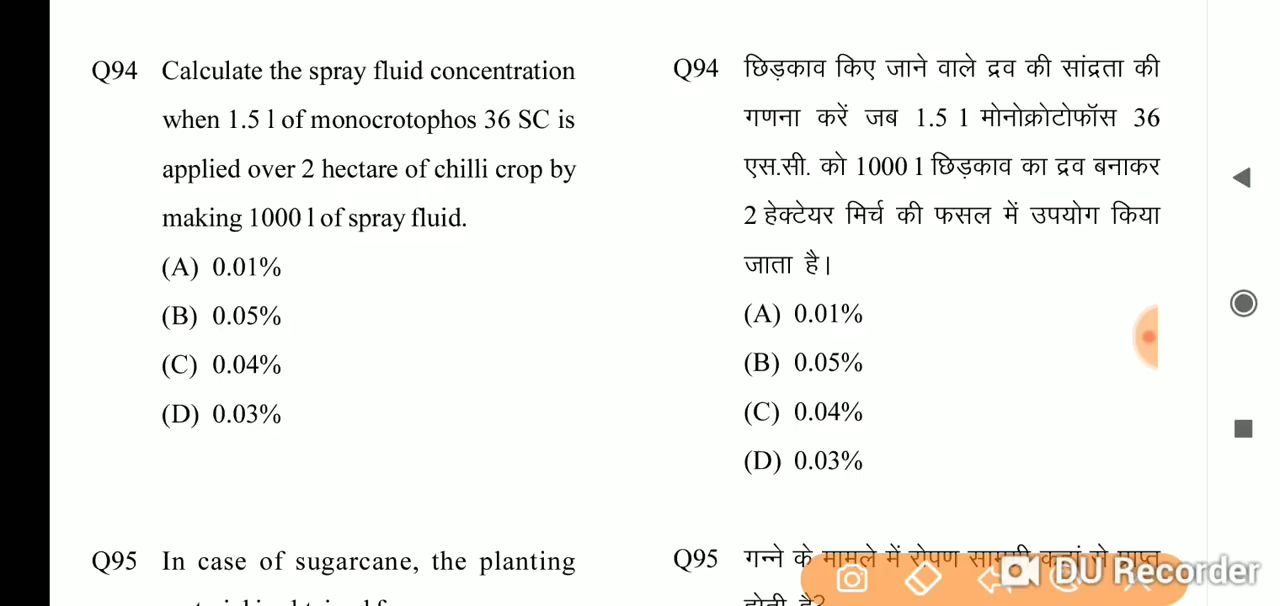 Q94 Calculate the spray fluid concentration
when 1.5 l of monocrotophos 36 SC is
applied over 2 hectare of chilli crop by
making 1000 l of spray fluid.
(A) 0.01%
(B) 0.05%
(C) 0.04%
(D) 0.03%
Q95 In case of sugarcane, the planting
Q94 छिड़काव किए जाने वाले द्रव की सांद्रता की
गणना करें जब 1.5 l मोनोक्रोटोफॉस 36
एस.सी. को 1000 l छिड़काव का द्रव बनाकर
2 हेक्टेयर मिर्च की फसल में उपयोग किया
जाता है।
(A) 0.01%
(B) 0.05%
(C) 0.04%
(D) 0.03%
Q95 गन्ने के मामले में रोपण
DU Recorder